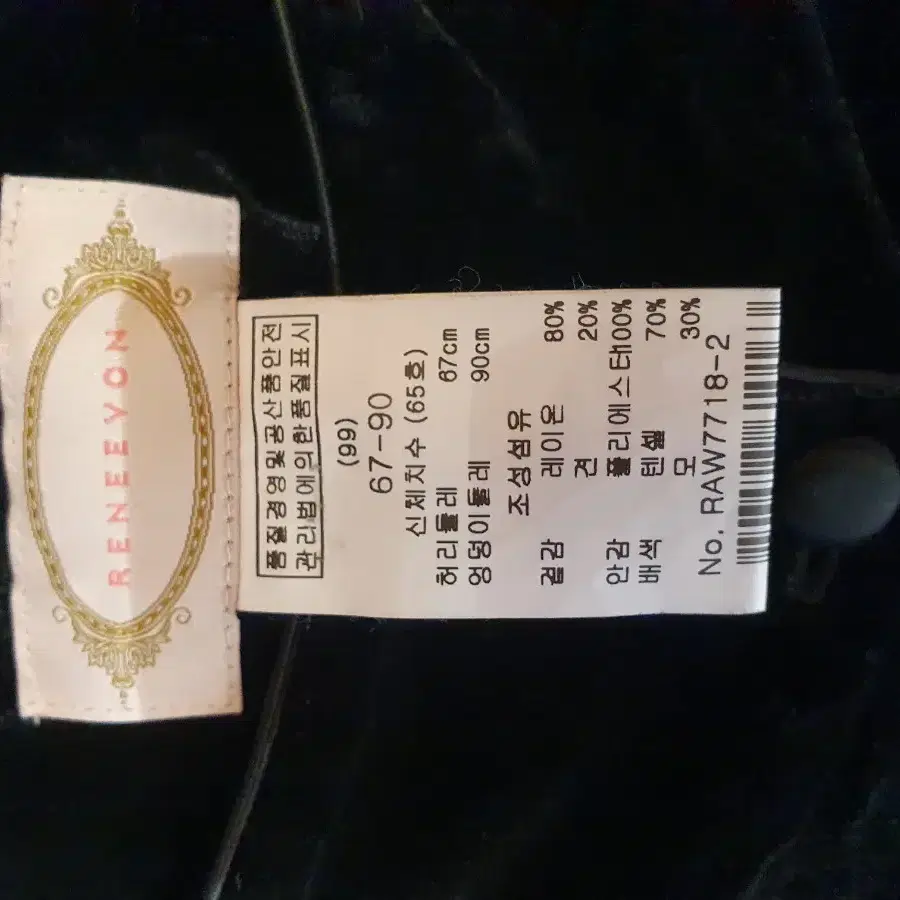 RENEEVON
품질경영및공산품안전
관리법에의한품질표시
(99)
67-90
신체치수 (65호)
허리둘레 67cm
엉덩이둘레 90cm
조성섬유
겉감 레이온 80%
견 20%
안감 폴리에스테100%
배색 텐셀 70%
모 30%
No. RAW7718-2